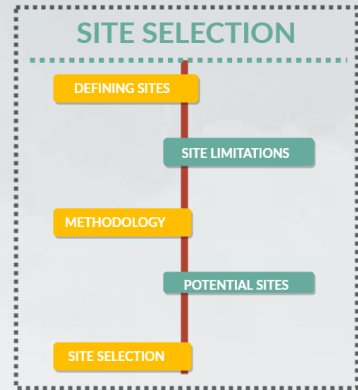 SITE SELECTION
DEFINING SITES
SITE LIMITATIONS
METHODOLOGY
POTENTIAL SITES
SITE SELECTION